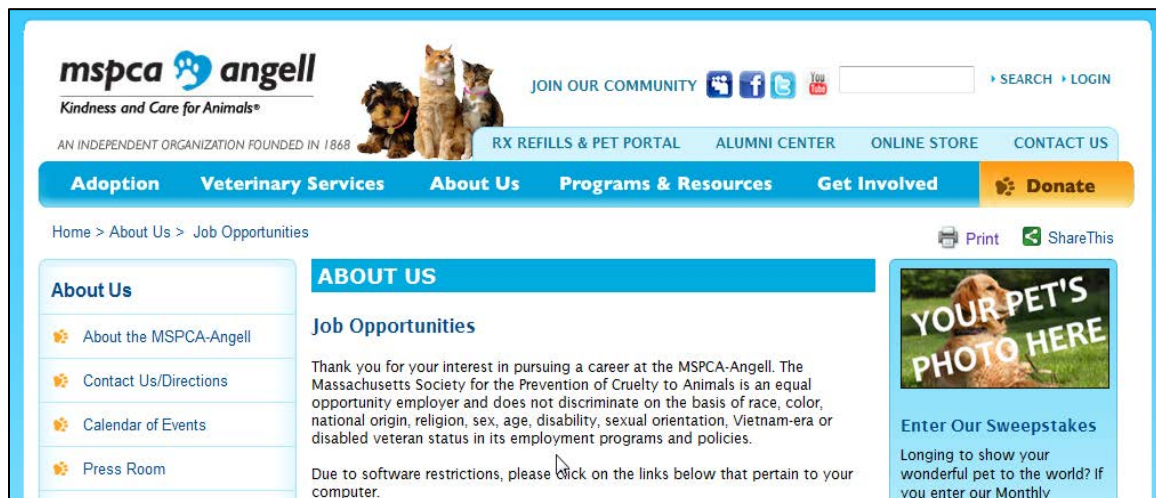 mspca angell
Kindness and Care for Animals®
AN INDEPENDENT ORGANIZATION FOUNDED IN 1868
JOIN OUR COMMUNITY
You
Tube
SEARCH LOGIN
RX REFILLS & PET PORTAL ALUMNI CENTER ONLINE STORE CONTACT US
Adoption Veterinary Services About Us Programs & Resources Get Involved Donate
Home > About Us > Job Opportunities
Print ShareThis
About Us
About the MSPCA-Angell
Contact Us/Directions
Calendar of Events
Press Room
ABOUT US
Job Opportunities
Thank you for your interest in pursuing a career at the MSPCA-Angell. The
Massachusetts Society for the Prevention of Cruelty to Animals is an equal
opportunity employer and does not discriminate on the basis of race, color,
national origin, religion, sex, age, disability, sexual orientation, Vietnam-era or
disabled veteran status in its employment programs and policies.
Due to software restrictions, please click on the links below that pertain to your
computer.
YOUR PET'S
PHOTO HERE
Enter Our Sweepstakes
Longing to show your
wonderful pet to the world? If
you enter our Monthly